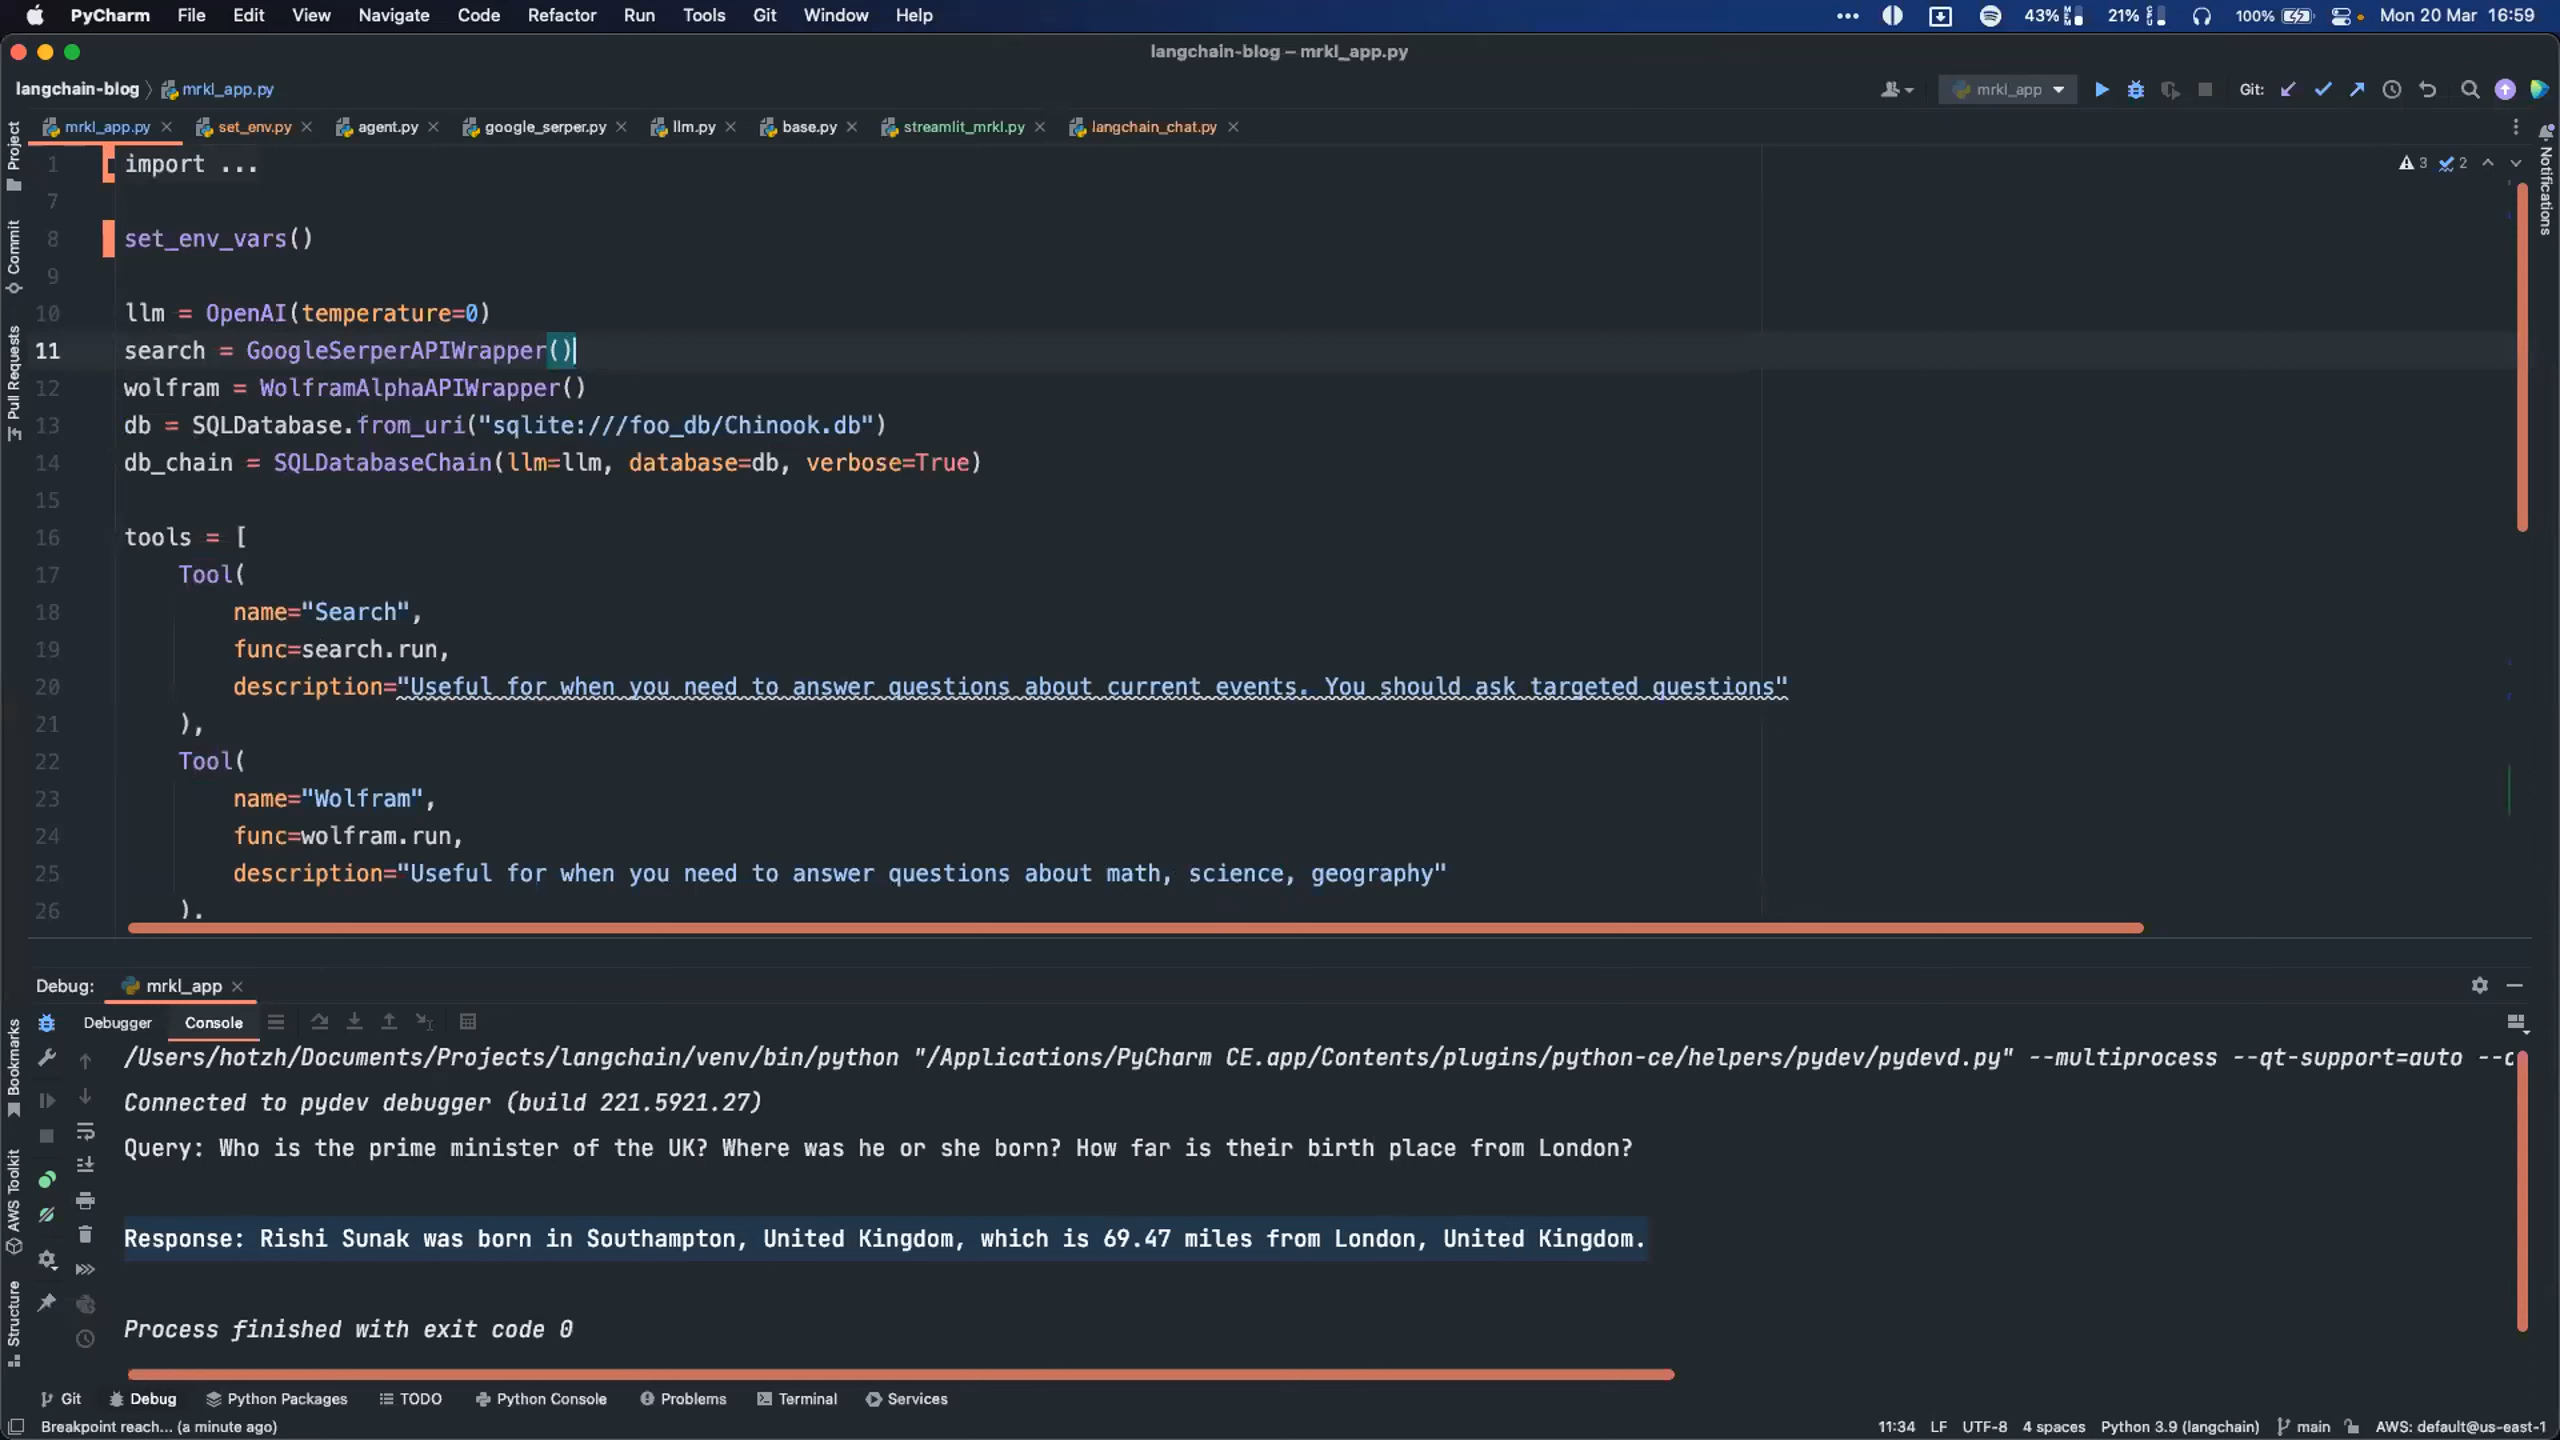 PyCharm File Edit View Navigate Code Refactor Run Tools Git Window Help 43% 21% 100% Mon 20 Mar 16:59
langchain-blog – mrkl_app.py
langchain-blog mrkl_app.py mrkl_app Git:
mrkl_app.py set_env.py agent.py google_serper.py llm.py base.py streamlit_mrkl.py langchain_chat.py
Project
Commit
Pull Requests
Notifications
3 2
1 import ...
7
8 set_env_vars()
9
10 llm = OpenAI(temperature=0)
11 search = GoogleSerperAPIWrapper()
12 wolfram = WolframAlphaAPIWrapper()
13 db = SQLDatabase.from_uri("sqlite:///foo_db/Chinook.db")
14 db_chain = SQLDatabaseChain(llm=llm, database=db, verbose=True)
15
16 tools = [
17 Tool(
18 name="Search",
19 func=search.run,
20 description="Useful for when you need to answer questions about current events. You should ask targeted questions"
21 ),
22 Tool(
23 name="Wolfram",
24 func=wolfram.run,
25 description="Useful for when you need to answer questions about math, science, geography"
26 ),
Debug: mrkl_app
Debugger Console
Bookmarks
AWS Toolkit
Structure
/Users/hotzh/Documents/Projects/langchain/venv/bin/python "/Applications/PyCharm CE.app/Contents/plugins/python-ce/helpers/pydev/pydevd.py" --multiprocess --qt-support=auto --c
Connected to pydev debugger (build 221.5921.27)
Query: Who is the prime minister of the UK? Where was he or she born? How far is their birth place from London?
Response: Rishi Sunak was born in Southampton, United Kingdom, which is 69.47 miles from London, United Kingdom.
Process finished with exit code 0
Git Debug Python Packages TODO Python Console Problems Terminal Services
Breakpoint reach... (a minute ago) 11:34 LF UTF-8 4 spaces Python 3.9 (langchain) main AWS: default@us-east-1